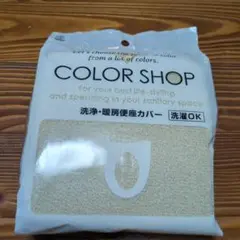 from a lot of colors.
COLOR SHOP
For your best life-styling
and spending in your sanitary space
洗浄・暖房便座カバー 洗濯OK